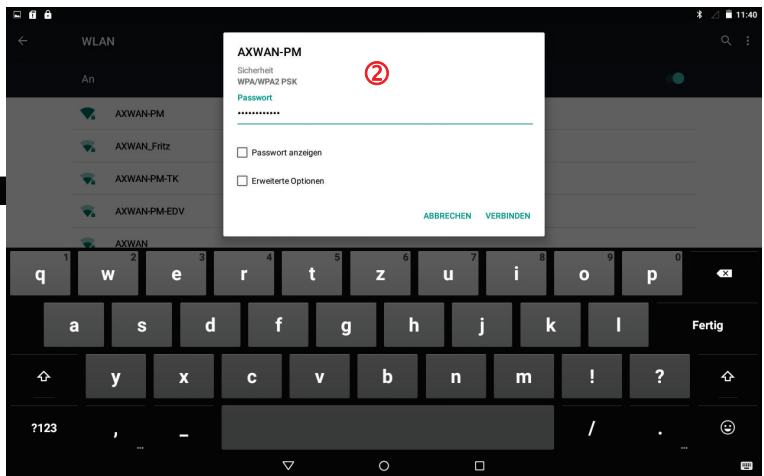 11:40
WLAN
An
AXWAN-PM
AXWAN_Fritz
AXWAN-PM-TK
AXWAN-PM-EDV
AXWAN
AXWAN-PM
②
Sicherheit
WPA/WPA2 PSK
Passwort
••••••••••••
Passwort anzeigen
Erweiterte Optionen
ABBRECHEN VERBINDEN
1 2 3 4 5 6 7 8 9 0
q w e r t z u i o p
a s d f g h j k l Fertig
y x c v b n m ! ?
?123 , _ / .
... ...